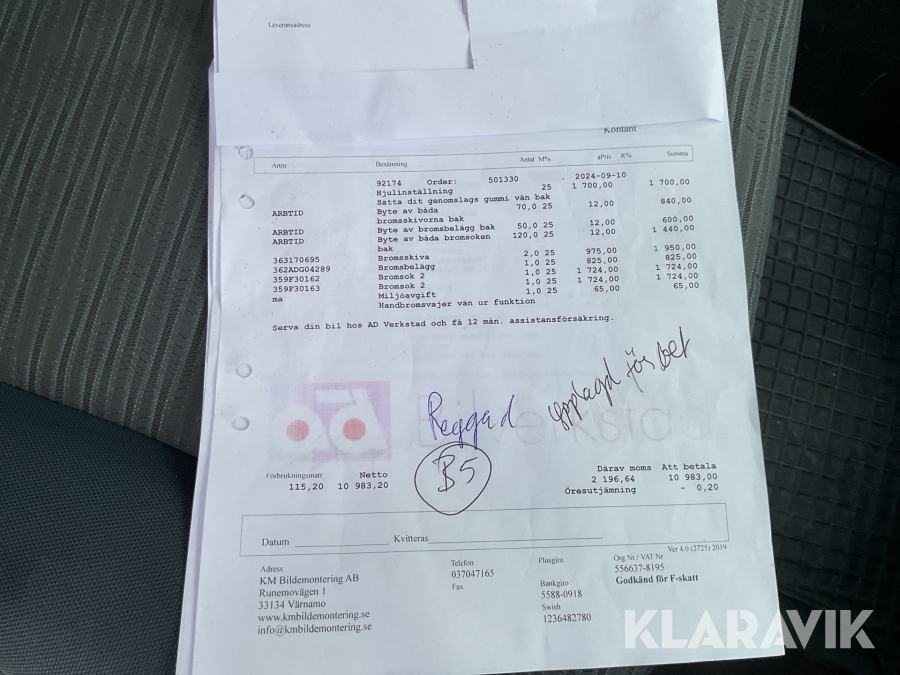 Leveransadress
Kontant
Artnr Benämning Antal M% áPris R% Summa
92174 Order: 501330 2024-09-10
Hjulinställning 25 1 700,00 1 700,00
Sätta dit genomslags gummi vän bak
ARBTID Byte av båda 70,0 25 12,00 840,00
bromsskivorna bak
ARBTID Byte av bromsbelägg bak 50,0 25 12,00 600,00
ARBTID Byte av båda bromsoken 120,0 25 12,00 1 440,00
bak
363170695 Bromsskiva 2,0 25 975,00 1 950,00
362ADG04289 Bromsbelägg 1,0 25 825,00 825,00
359F30162 Bromsok 2 1,0 25 1 724,00 1 724,00
359F30163 Bromsok 2 1,0 25 1 724,00 1 724,00
ma Miljöavgift 1,0 25 65,00 65,00
Handbromsvajer vän ur funktion
Serva din bil hos AD Verkstad och få 12 mån. assistansförsäkring.
Reggad
B5
Förbrukningsmatr. Netto Därav moms Att betala
115,20 10 983,20 2 196,64 10 983,00
Öresutjämning - 0,20
Datum Kvitteras
Ver 4.0 (2725) 2019
Adress Telefon Plusgiro Org Nr / VAT Nr
KM Bildemontering AB 037047165 556637-8195
Runemovägen 1 Fax Bankgiro Godkänd för F-skatt
33134 Värnamo 5588-0918
www.kmbildemontering.se Swish
info@kmbildemontering.se 1236482780
KLARAVIK